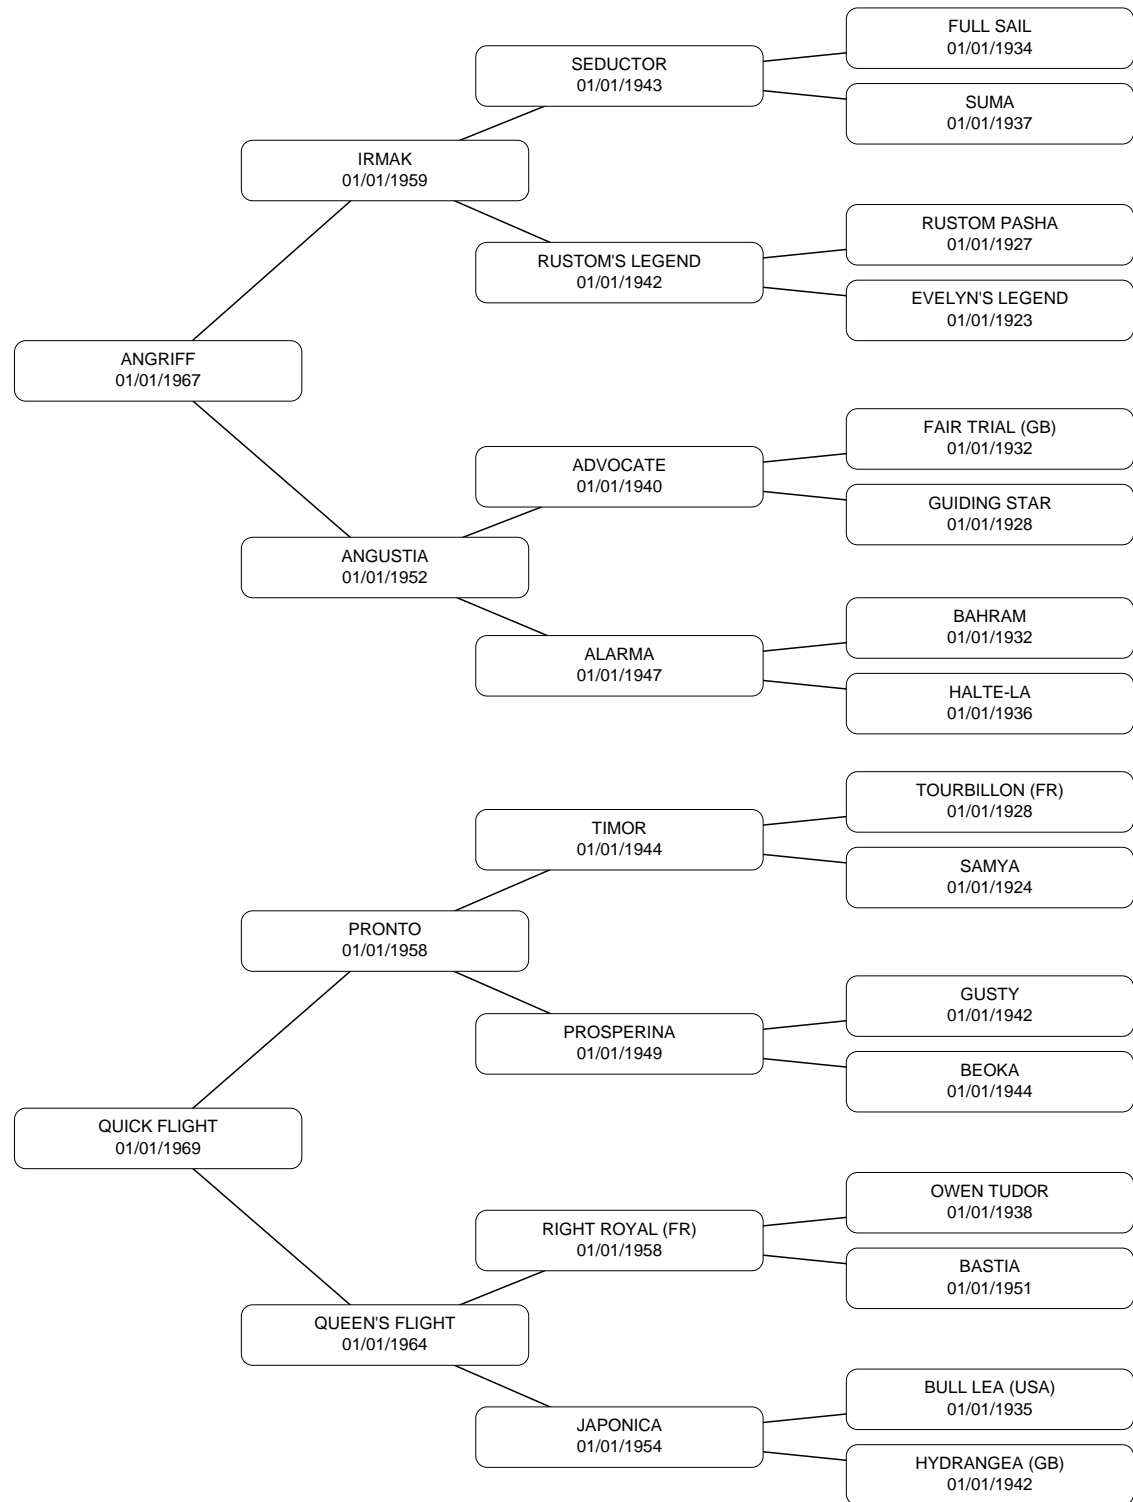 FULL SAIL
01/01/1934
SEDUCTOR
01/01/1943
SUMA
01/01/1937
IRMAK
01/01/1959
RUSTOM PASHA
01/01/1927
RUSTOM'S LEGEND
01/01/1942
EVELYN'S LEGEND
01/01/1923
ANGRIFF
01/01/1967
FAIR TRIAL (GB)
01/01/1932
ADVOCATE
01/01/1940
GUIDING STAR
01/01/1928
ANGUSTIA
01/01/1952
BAHRAM
01/01/1932
ALARMA
01/01/1947
HALTE-LA
01/01/1936
TOURBILLON (FR)
01/01/1928
TIMOR
01/01/1944
SAMYA
01/01/1924
PRONTO
01/01/1958
GUSTY
01/01/1942
PROSPERINA
01/01/1949
BEOKA
01/01/1944
QUICK FLIGHT
01/01/1969
OWEN TUDOR
01/01/1938
RIGHT ROYAL (FR)
01/01/1958
BASTIA
01/01/1951
QUEEN'S FLIGHT
01/01/1964
BULL LEA (USA)
01/01/1935
JAPONICA
01/01/1954
HYDRANGEA (GB)
01/01/1942